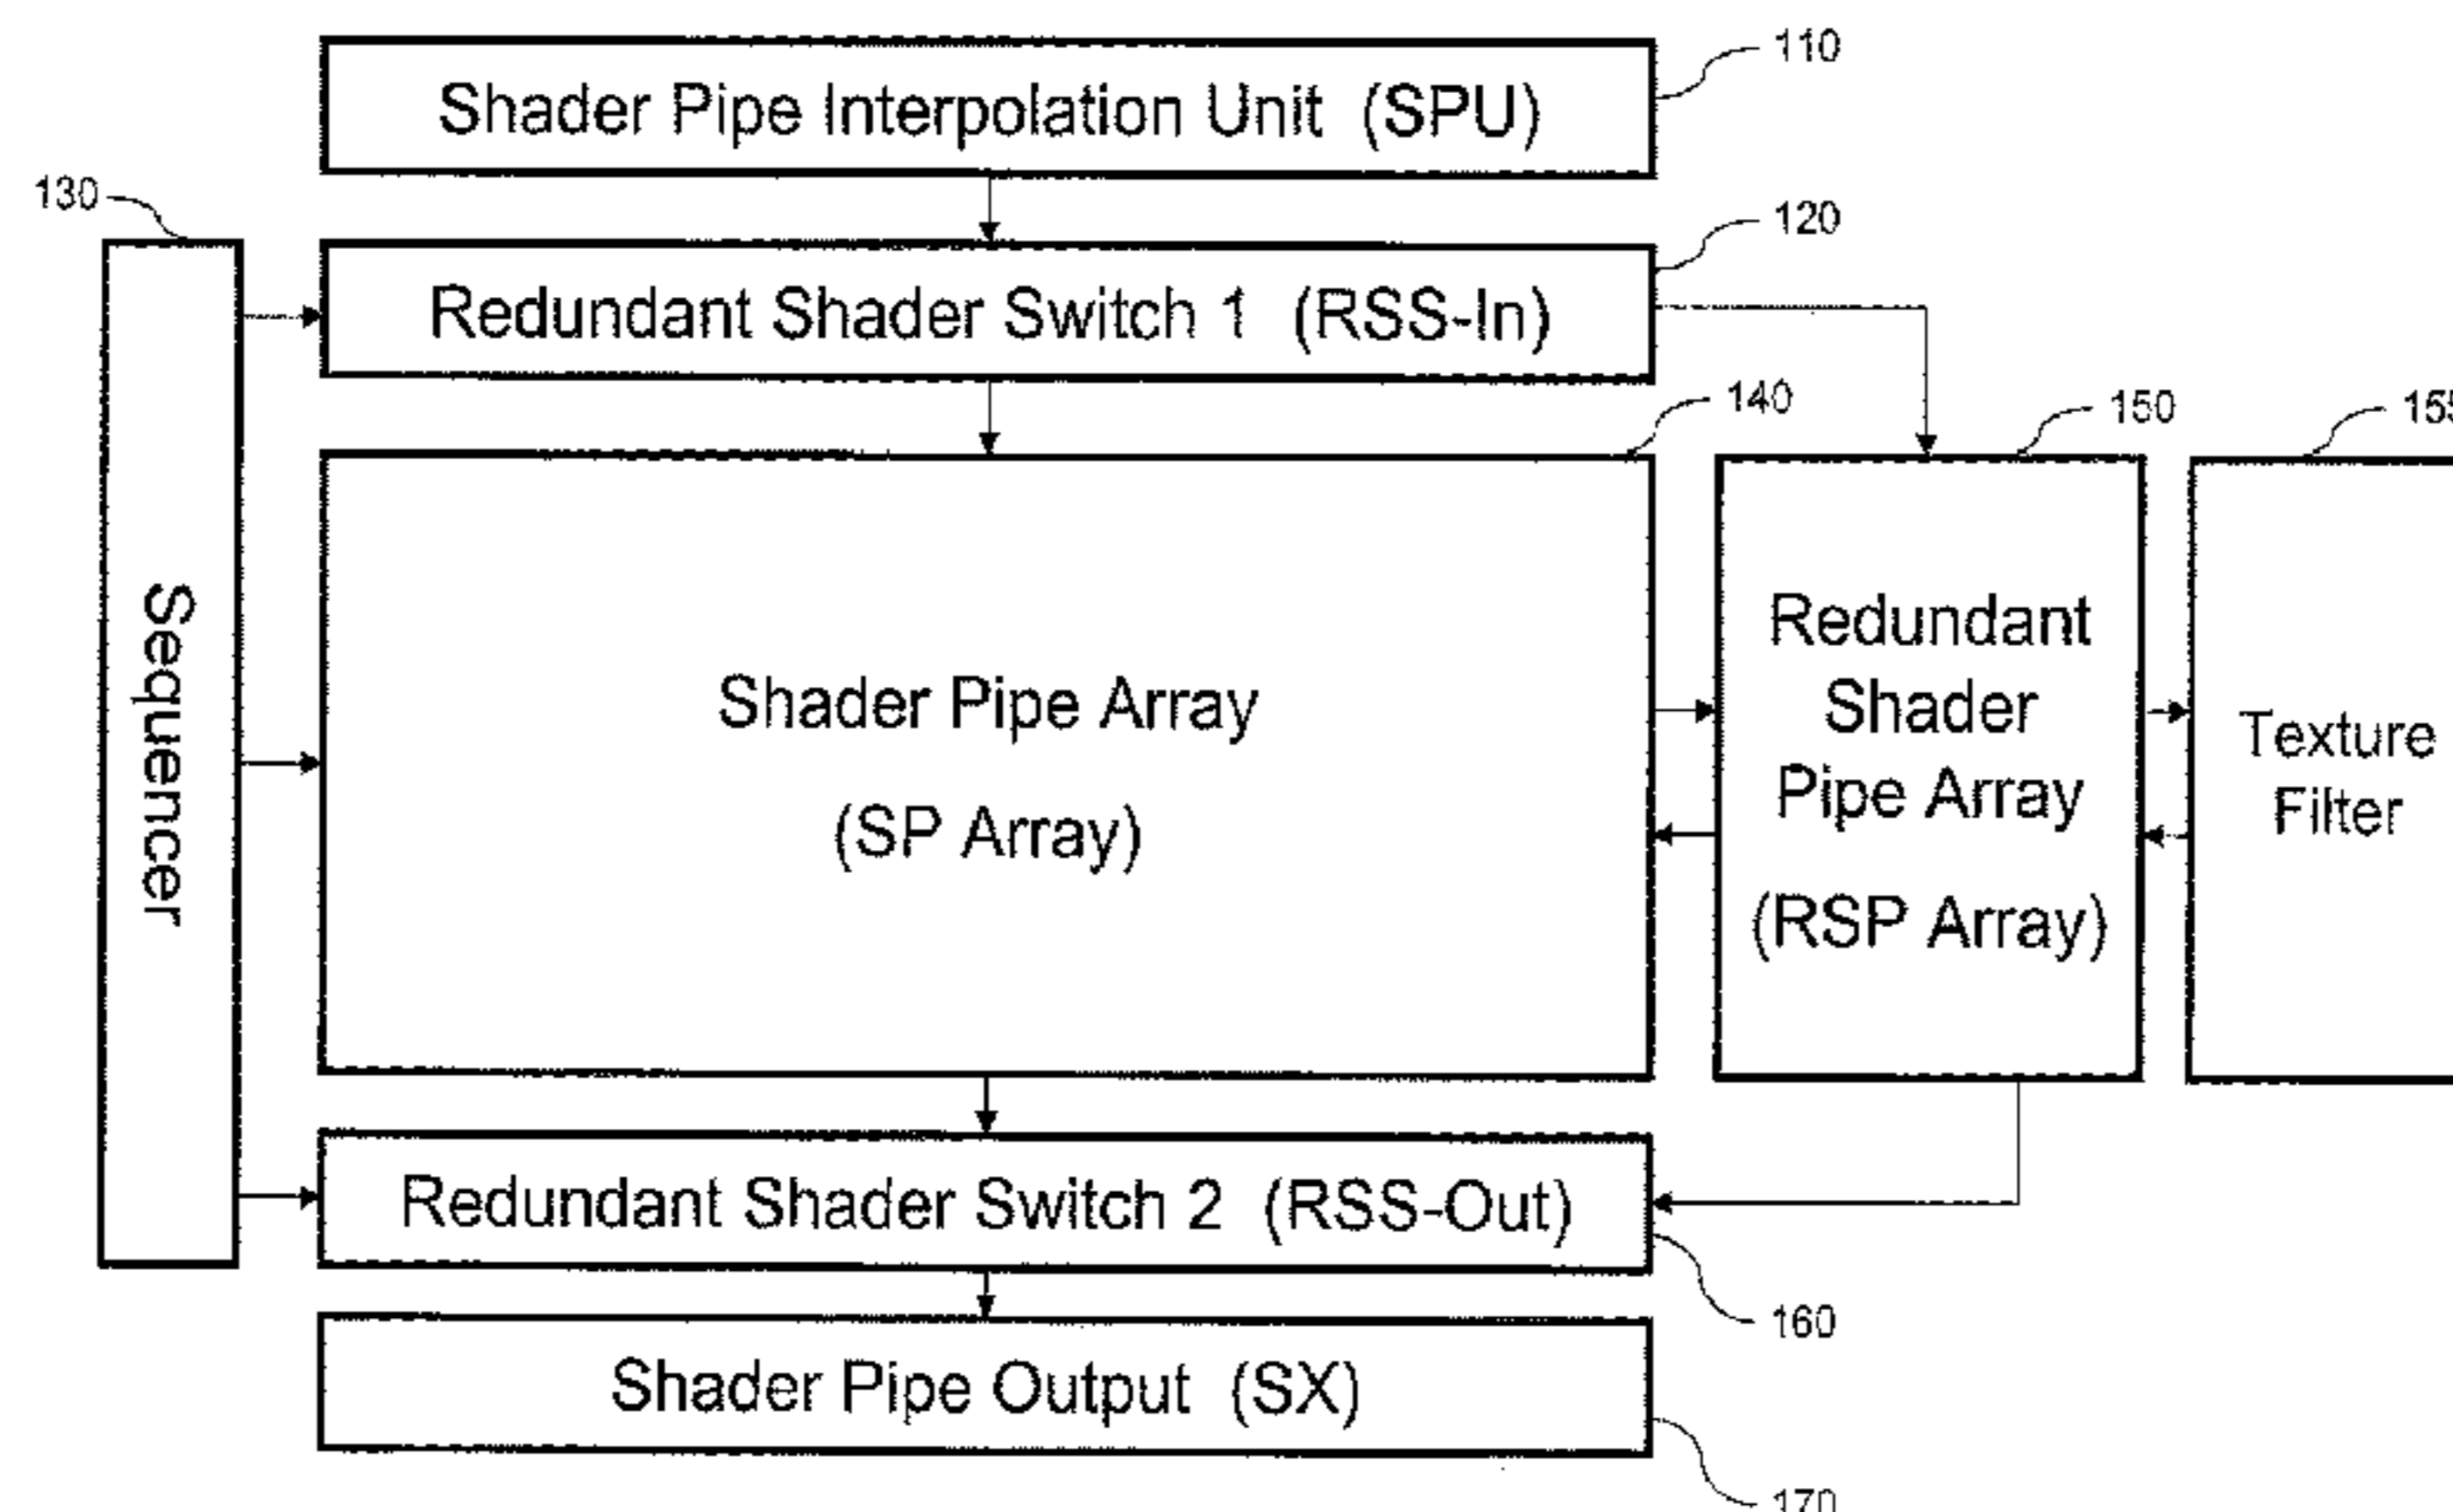 110
Shader Pipe Interpolation Unit (SPU)
130
120
Redundant Shader Switch 1 (RSS-In)
140
150
Sequencer
Shader Pipe Array
(SP Array)
Redundant
Shader
Pipe Array
(RSP Array)
Texture
Filter
Redundant Shader Switch 2 (RSS-Out)
160
Shader Pipe Output (SX)
170